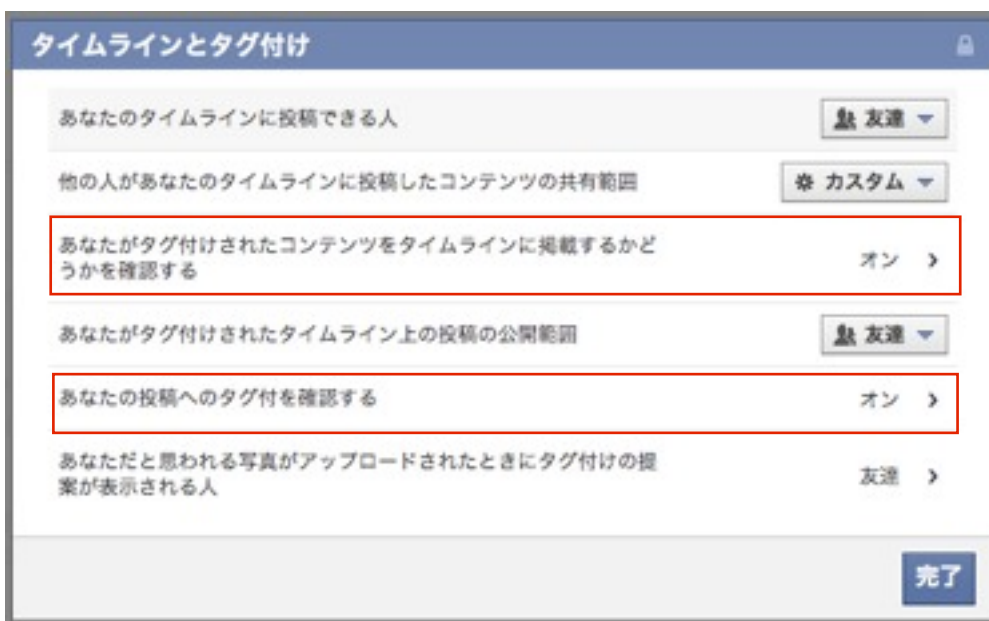 タイムラインとタグ付け
あなたのタイムラインに投稿できる人
友達
他の人があなたのタイムラインに投稿したコンテンツの共有範囲
カスタム
あなたがタグ付けされたコンテンツをタイムラインに掲載するかど
うかを確認する
オン
あなたがタグ付けされたタイムライン上の投稿の公開範囲
友達
あなたの投稿へのタグ付を確認する
オン
あなただと思われる写真がアップロードされたときにタグ付けの提
案が表示される人
友達
完了